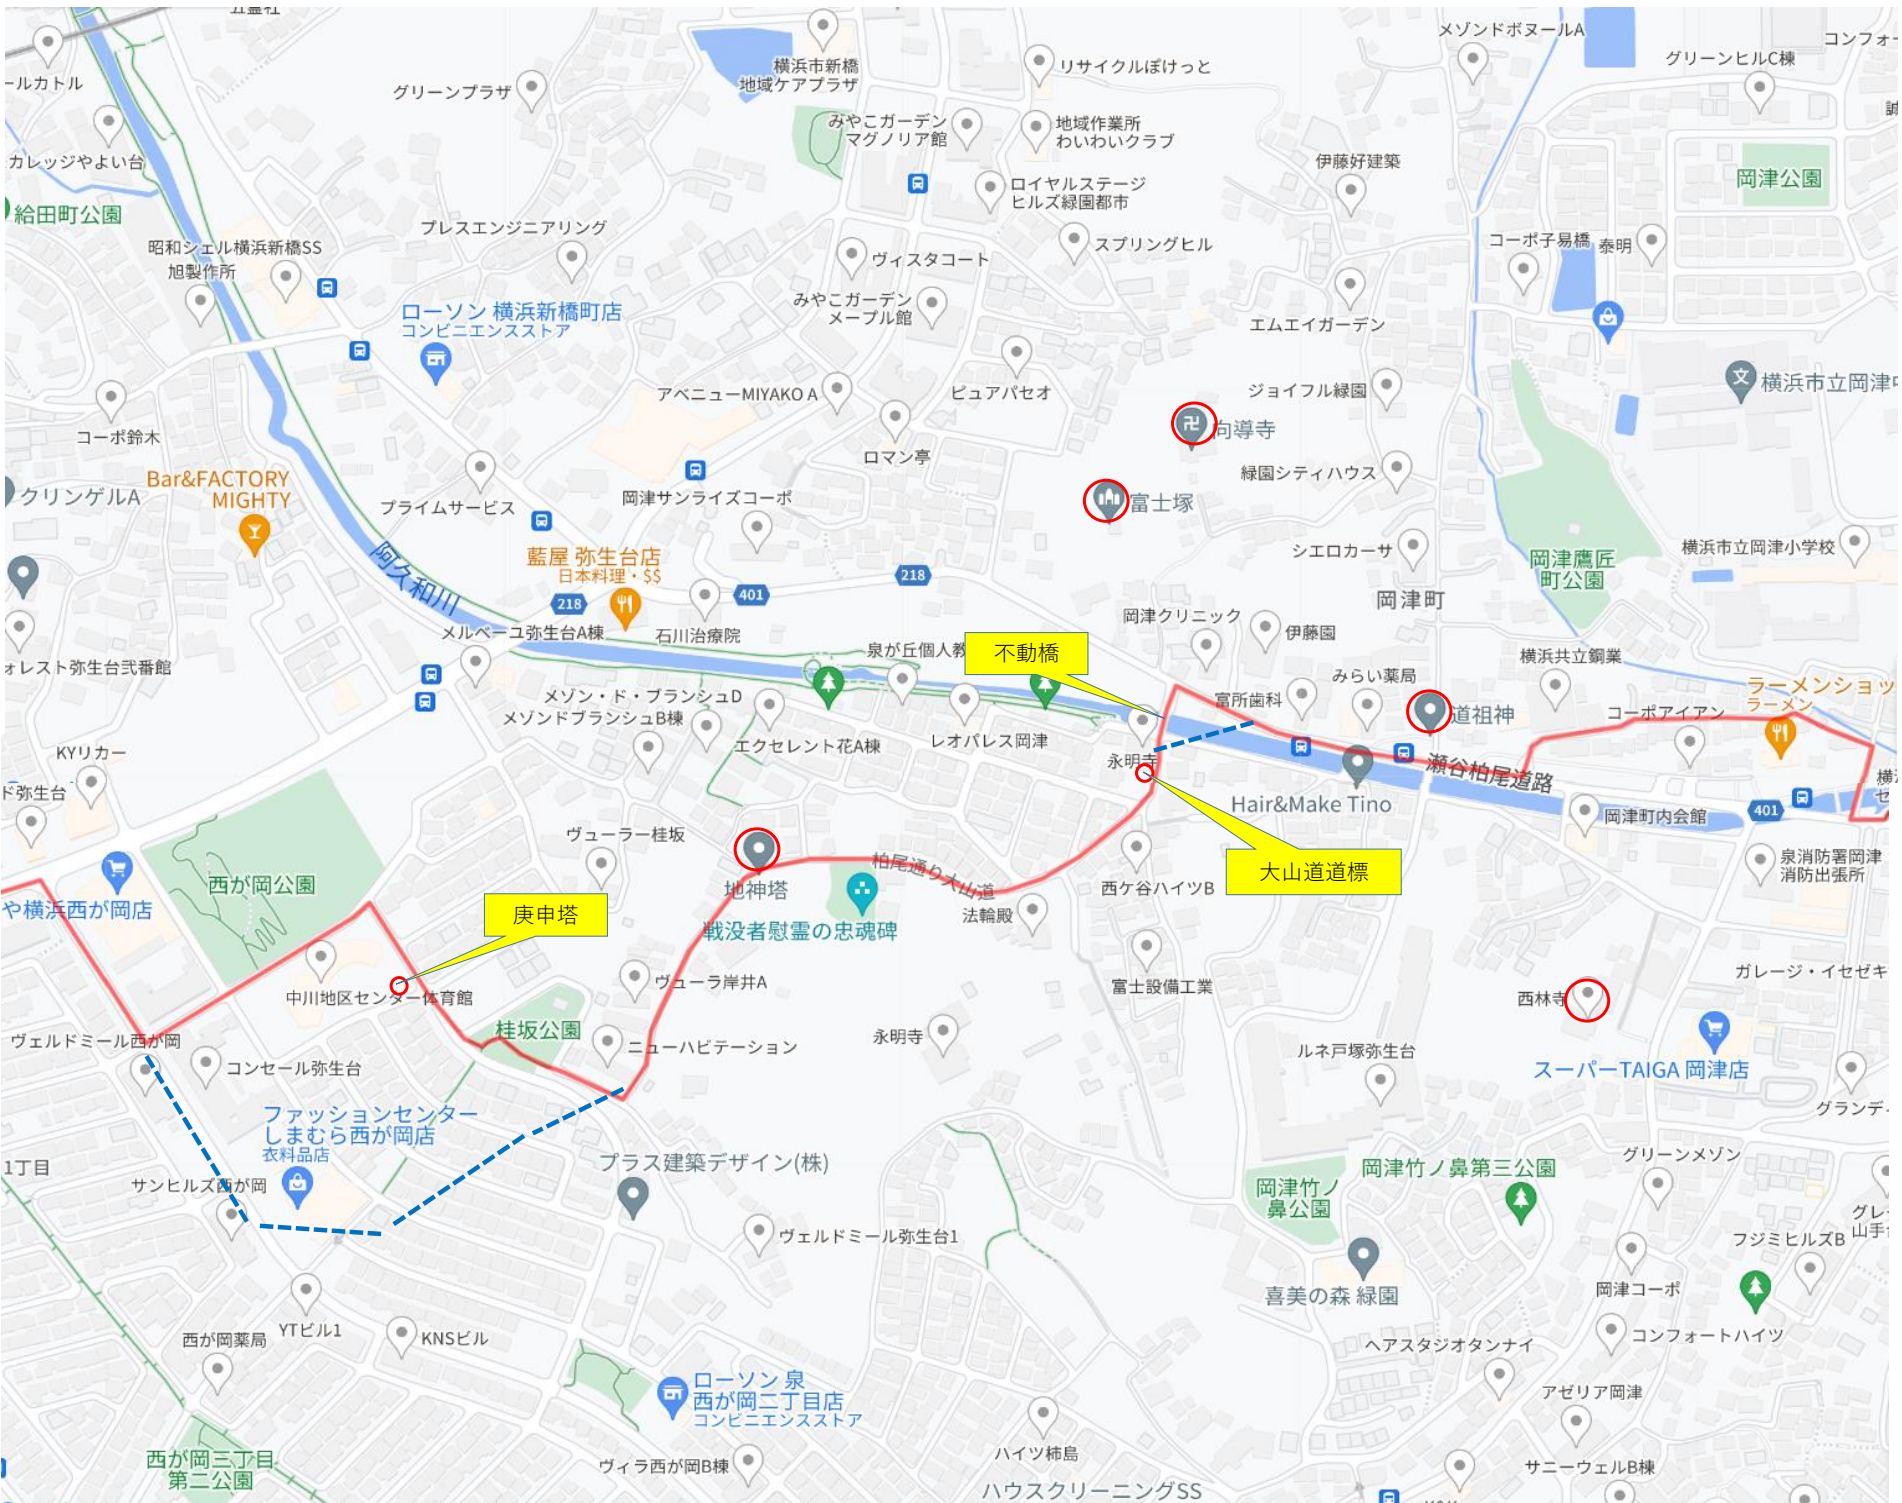 五霊社
メゾンドボヌールA
コンフォー
グリーンヒルC棟
横浜市新橋
地域ケアプラザ
リサイクルぽけっと
ールカトル
グリーンプラザ
みやこガーデン
マグノリア館
地域作業所
わいわいクラブ
誠
カレッジやよい台
伊藤好建築
岡津公園
ロイヤルステージ
ヒルズ緑園都市
給田町公園
プレスエンジニアリング
昭和シェル横浜新橋SS
旭製作所
スプリングヒル
コーポ子易橋
泰明
ヴィスタコート
みやこガーデン
メープル館
ローソン 横浜新橋町店
コンビニエンスストア
エムエイガーデン
アベニューMIYAKO A
ピュアパセオ
ジョイフル緑園
文
横浜市立岡津中
コーポ鈴木
向導寺
ロマン亭
緑園シティハウス
クリンゲルA
Bar&FACTORY
MIGHTY
プライムサービス
岡津サンライズコーポ
富士塚
シエロカーサ
横浜市立岡津小学校
岡津鷹匠
町公園
藍屋 弥生台店
日本料理・$$
阿久和川
218
401
218
岡津町
岡津クリニック
伊藤園
メルベーユ弥生台A棟
石川治療院
泉が丘個人教
不動橋
横浜共立鋼業
ォレスト弥生台弐番館
みらい薬局
富所歯科
ラーメンショッ
ラーメン
メゾン・ド・ブランシュD
メゾンドブランシュB棟
道祖神
コーポアイアン
エクセレント花A棟
レオパレス岡津
KYリカー
永明寺
瀬谷柏尾道路
横浜
セ
ド弥生台
Hair&Make Tino
岡津町内会館
401
ヴューラー桂坂
泉消防署岡津
消防出張所
大山道道標
西が岡公園
地神塔
柏尾通り大山道
西ケ谷ハイツB
や横浜西が岡店
庚申塔
法輪殿
戦没者慰霊の忠魂碑
ガレージ・イセゼキ
中川地区センター体育館
ヴューラ岸井A
富士設備工業
西林寺
ヴェルドミール西が岡
桂坂公園
ニューハビテーション
永明寺
ルネ戸塚弥生台
コンセール弥生台
スーパーTAIGA 岡津店
グランデ
ファッションセンター
しまむら西が岡店
衣料品店
1丁目
プラス建築デザイン(株)
岡津竹ノ鼻第三公園
グリーンメゾン
サンヒルズ西が岡
岡津竹ノ
鼻公園
グレー
山手台
ヴェルドミール弥生台1
フジミヒルズB
喜美の森 緑園
岡津コーポ
YTビル1
西が岡薬局
KNSビル
コンフォートハイツ
ヘアスタジオタンナイ
ローソン 泉
西が岡二丁目店
コンビニエンスストア
アゼリア岡津
ハイツ柿島
西が岡三丁目
第二公園
ヴィラ西が岡B棟
サニーウェルB棟
ハウスクリーニングSS